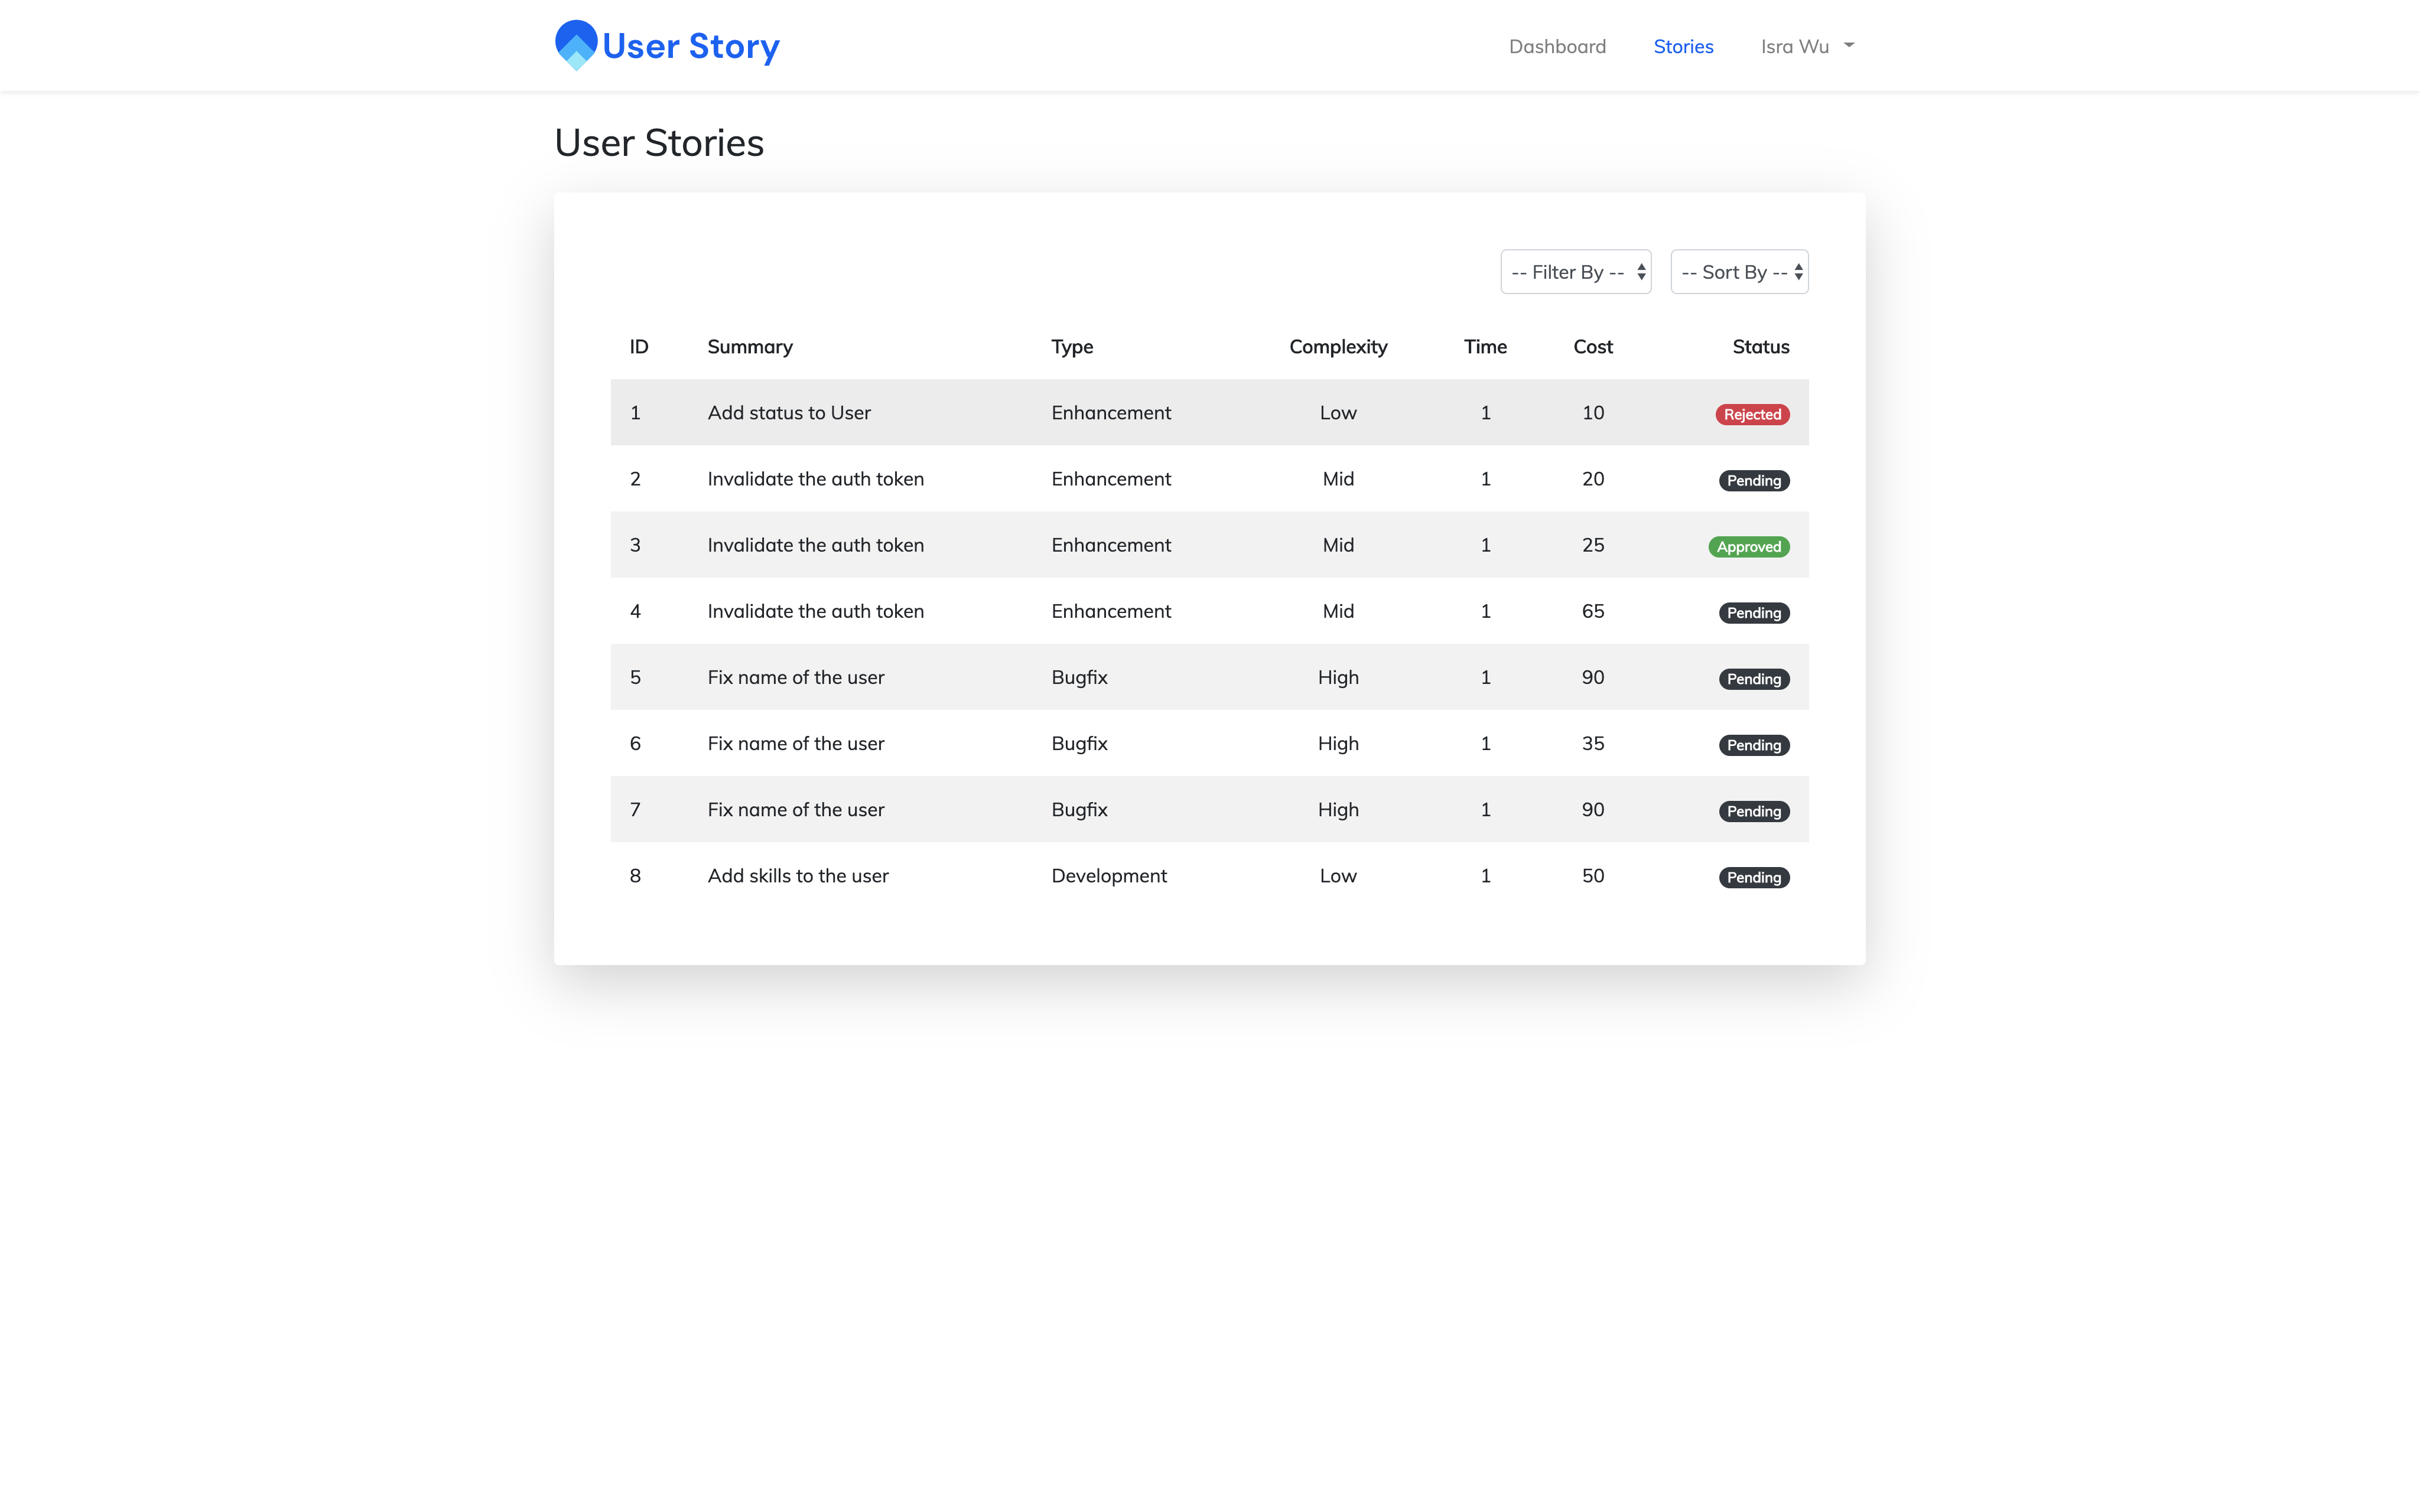 User Story Dashboard Stories Isra Wu
User Stories
-- Filter By -- -- Sort By --
ID Summary Type Complexity Time Cost Status
1 Add status to User Enhancement Low 1 10 Rejected
2 Invalidate the auth token Enhancement Mid 1 20 Pending
3 Invalidate the auth token Enhancement Mid 1 25 Approved
4 Invalidate the auth token Enhancement Mid 1 65 Pending
5 Fix name of the user Bugfix High 1 90 Pending
6 Fix name of the user Bugfix High 1 35 Pending
7 Fix name of the user Bugfix High 1 90 Pending
8 Add skills to the user Development Low 1 50 Pending